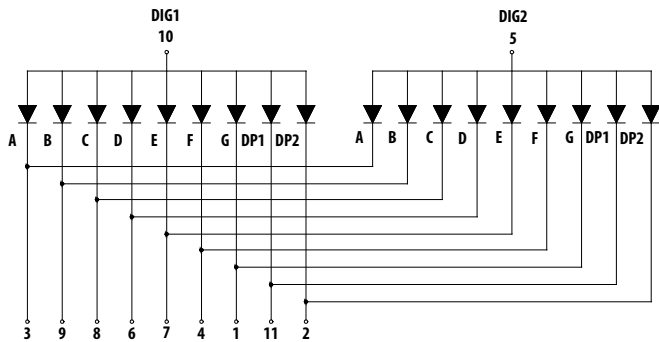 DIG1 DIG2
10 5
A B C D E F G DP1 DP2 A B C D E F G DP1 DP2
3 9 8 6 7 4 1 11 2